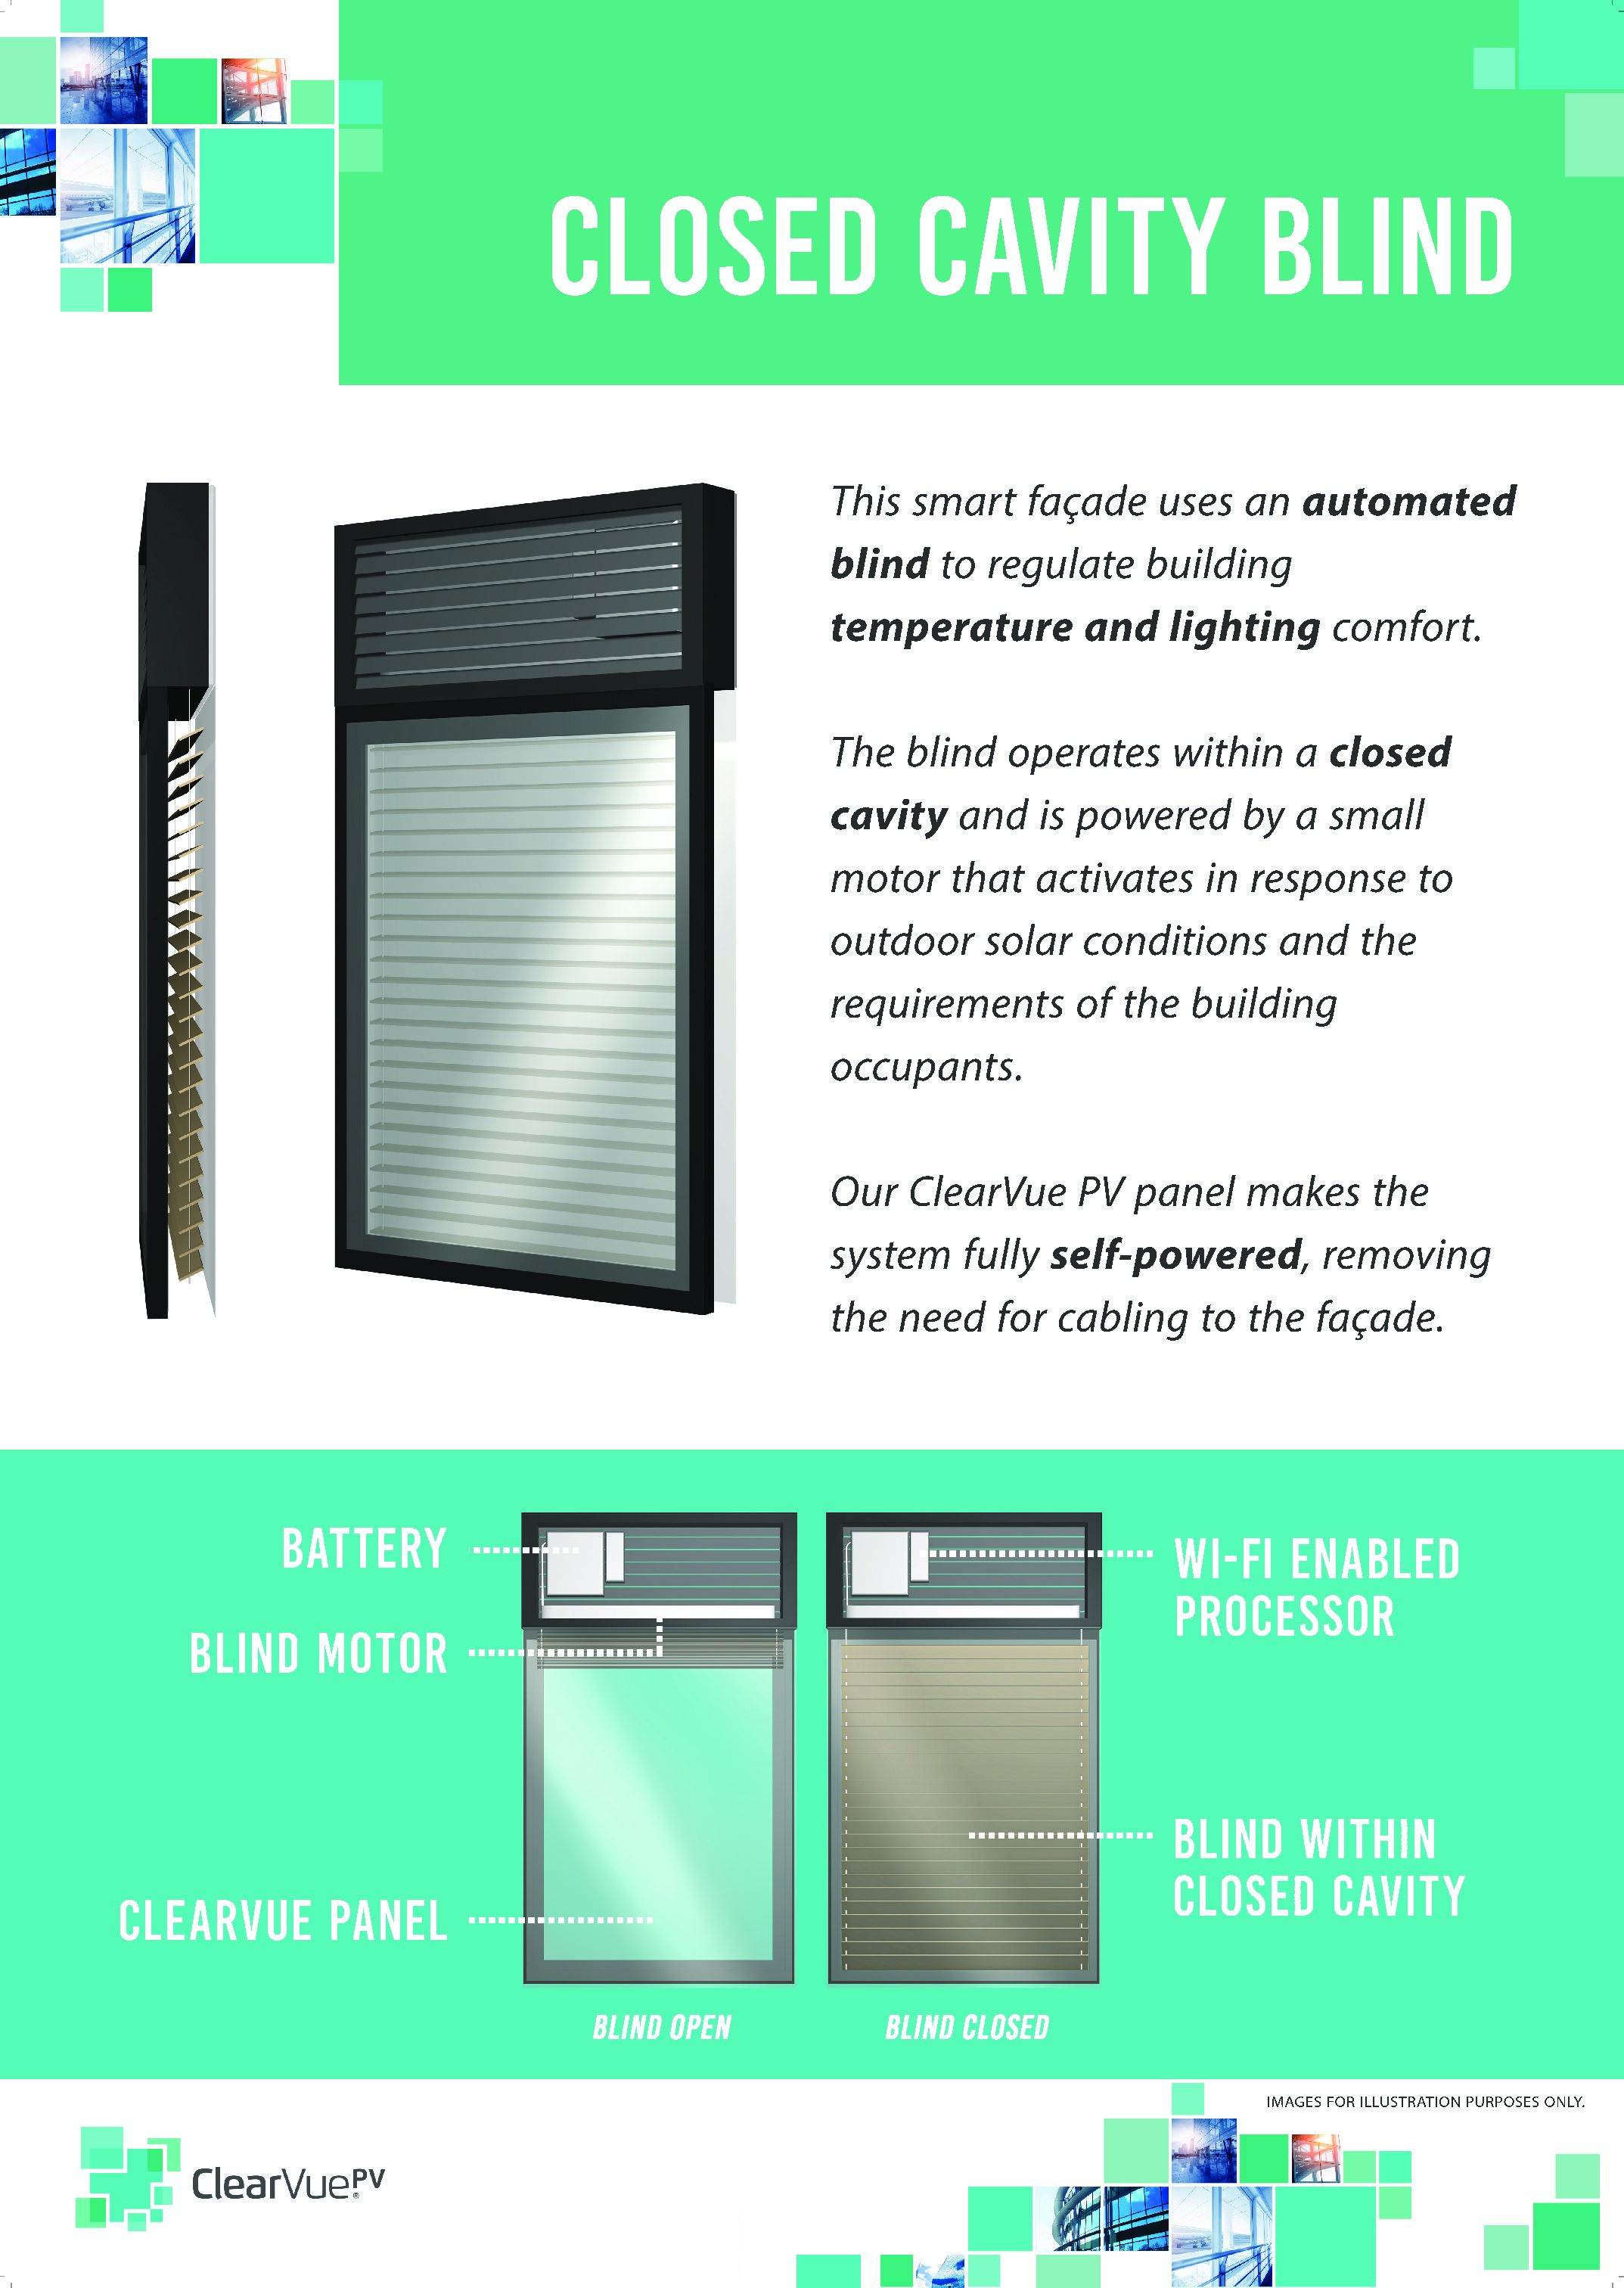 CLOSED CAVITY BLIND
This smart façade uses an automated
blind to regulate building
temperature and lighting comfort.
The blind operates within a closed
cavity and is powered by a small
motor that activates in response to
outdoor solar conditions and the
requirements of the building
occupants.
Our ClearVue PV panel makes the
system fully self-powered, removing
the need for cabling to the façade.
BATTERY
BLIND MOTOR
CLEARVUE PANEL
WI-FI ENABLED
PROCESSOR
BLIND WITHIN
CLOSED CAVITY
BLIND OPEN
BLIND CLOSED
IMAGES FOR ILLUSTRATION PURPOSES ONLY.
ClearVuePV®